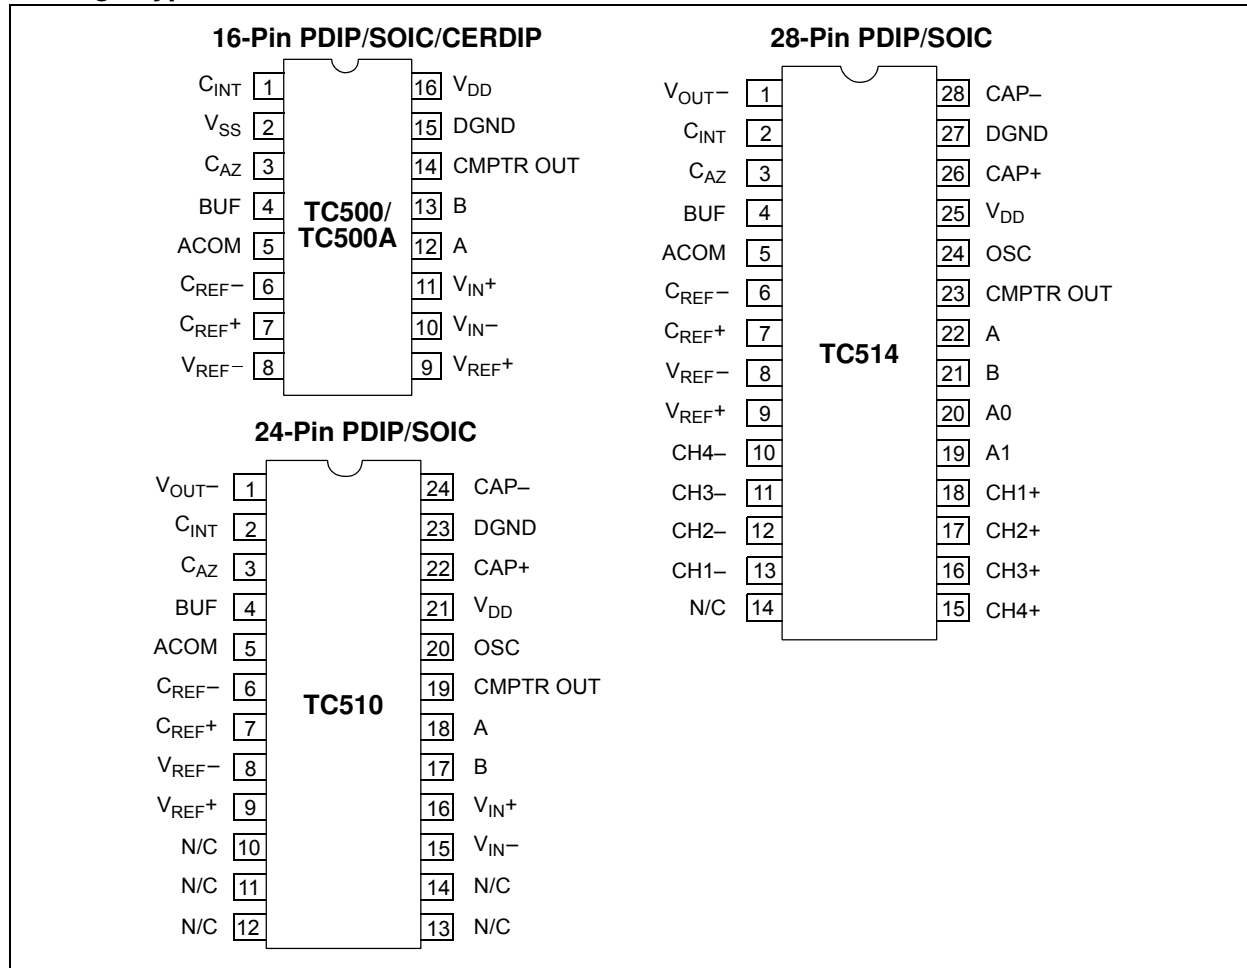 16-Pin PDIP/SOIC/CERDIP
CINT 1 16 VDD
VSS 2 15 DGND
CAZ 3 14 CMPTR OUT
BUF 4 13 B
ACOM 5 12 A
CREF– 6 11 VIN+
CREF+ 7 10 VIN–
VREF– 8 9 VREF+
TC500/
TC500A
24-Pin PDIP/SOIC
VOUT– 1 24 CAP–
CINT 2 23 DGND
CAZ 3 22 CAP+
BUF 4 21 VDD
ACOM 5 20 OSC
CREF– 6 19 CMPTR OUT
CREF+ 7 18 A
VREF– 8 17 B
VREF+ 9 16 VIN+
N/C 10 15 VIN–
N/C 11 14 N/C
N/C 12 13 N/C
TC510
28-Pin PDIP/SOIC
VOUT– 1 28 CAP–
CINT 2 27 DGND
CAZ 3 26 CAP+
BUF 4 25 VDD
ACOM 5 24 OSC
CREF– 6 23 CMPTR OUT
CREF+ 7 22 A
VREF– 8 21 B
VREF+ 9 20 A0
CH4– 10 19 A1
CH3– 11 18 CH1+
CH2– 12 17 CH2+
CH1– 13 16 CH3+
N/C 14 15 CH4+
TC514